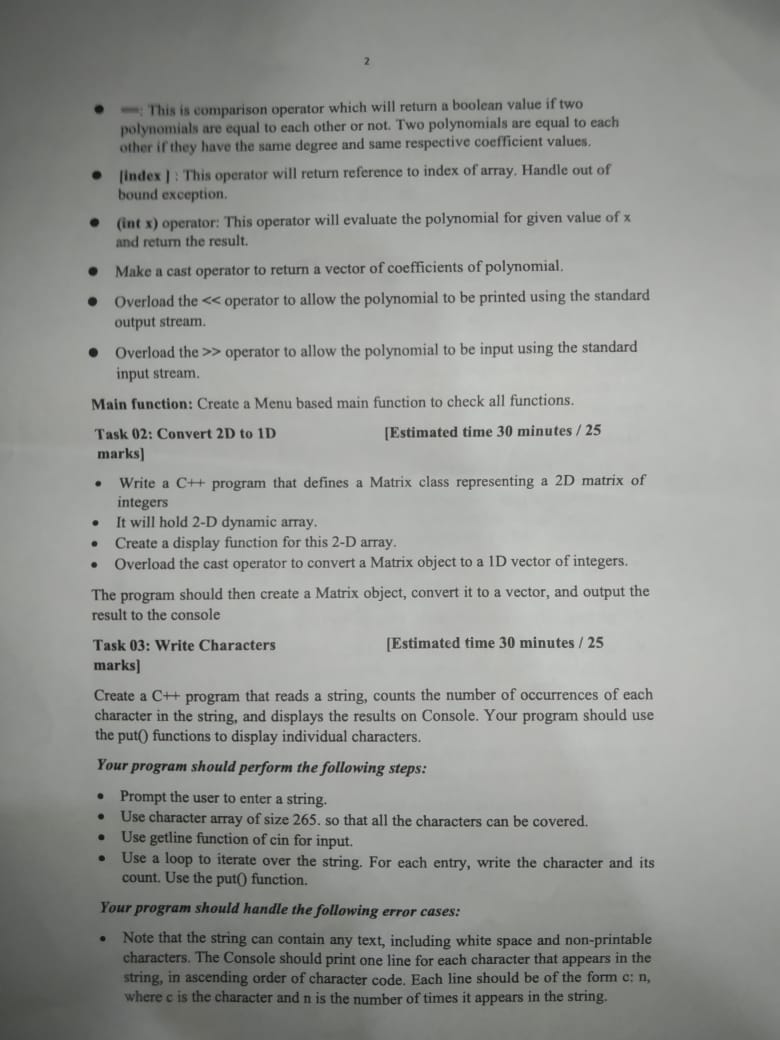 2
● ==: This is comparison operator which will return a boolean value if two
polynomials are equal to each other or not. Two polynomials are equal to each
other if they have the same degree and same respective coefficient values.
● [index ] : This operator will return reference to index of array. Handle out of
bound exception.
● (int x) operator: This operator will evaluate the polynomial for given value of x
and return the result.
● Make a cast operator to return a vector of coefficients of polynomial.
● Overload the << operator to allow the polynomial to be printed using the standard
output stream.
● Overload the >> operator to allow the polynomial to be input using the standard
input stream.
Main function: Create a Menu based main function to check all functions.
Task 02: Convert 2D to 1D [Estimated time 30 minutes / 25
marks]
• Write a C++ program that defines a Matrix class representing a 2D matrix of
integers
• It will hold 2-D dynamic array.
• Create a display function for this 2-D array.
• Overload the cast operator to convert a Matrix object to a 1D vector of integers.
The program should then create a Matrix object, convert it to a vector, and output the
result to the console
Task 03: Write Characters [Estimated time 30 minutes / 25
marks]
Create a C++ program that reads a string, counts the number of occurrences of each
character in the string, and displays the results on Console. Your program should use
the put() functions to display individual characters.
Your program should perform the following steps:
• Prompt the user to enter a string.
• Use character array of size 265. so that all the characters can be covered.
• Use getline function of cin for input.
• Use a loop to iterate over the string. For each entry, write the character and its
count. Use the put() function.
Your program should handle the following error cases:
• Note that the string can contain any text, including white space and non-printable
characters. The Console should print one line for each character that appears in the
string, in ascending order of character code. Each line should be of the form c: n,
where c is the character and n is the number of times it appears in the string.